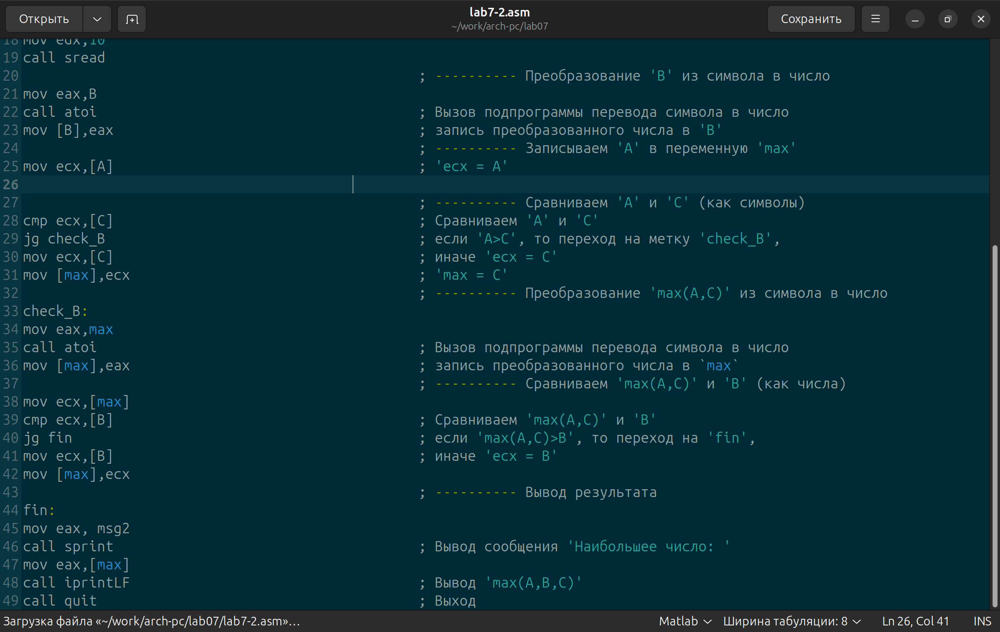 Открыть
lab7-2.asm
~/work/arch-pc/lab07
Сохранить
18 mov edx,10
19 call sread
20 ; ---------- Преобразование 'B' из символа в число
21 mov eax,B
22 call atoi ; Вызов подпрограммы перевода символа в число
23 mov [B],eax ; запись преобразованного числа в 'B'
24 ; ---------- Записываем 'A' в переменную 'max'
25 mov ecx,[A] ; 'ecx = A'
26
27 ; ---------- Сравниваем 'A' и 'C' (как символы)
28 cmp ecx,[C] ; Сравниваем 'A' и 'C'
29 jg check_B ; если 'A>C', то переход на метку 'check_B',
30 mov ecx,[C] ; иначе 'ecx = C'
31 mov [max],ecx ; 'max = C'
32 ; ---------- Преобразование 'max(A,C)' из символа в число
33 check_B:
34 mov eax,max
35 call atoi ; Вызов подпрограммы перевода символа в число
36 mov [max],eax ; запись преобразованного числа в `max`
37 ; ---------- Сравниваем 'max(A,C)' и 'B' (как числа)
38 mov ecx,[max]
39 cmp ecx,[B] ; Сравниваем 'max(A,C)' и 'B'
40 jg fin ; если 'max(A,C)>B', то переход на 'fin',
41 mov ecx,[B] ; иначе 'ecx = B'
42 mov [max],ecx
43 ; ---------- Вывод результата
44 fin:
45 mov eax, msg2
46 call sprint ; Вывод сообщения 'Наибольшее число: '
47 mov eax,[max]
48 call iprintLF ; Вывод 'max(A,B,C)'
49 call quit ; Выход
Загрузка файла «~/work/arch-pc/lab07/lab7-2.asm»… Matlab Ширина табуляции: 8 Ln 26, Col 41 INS